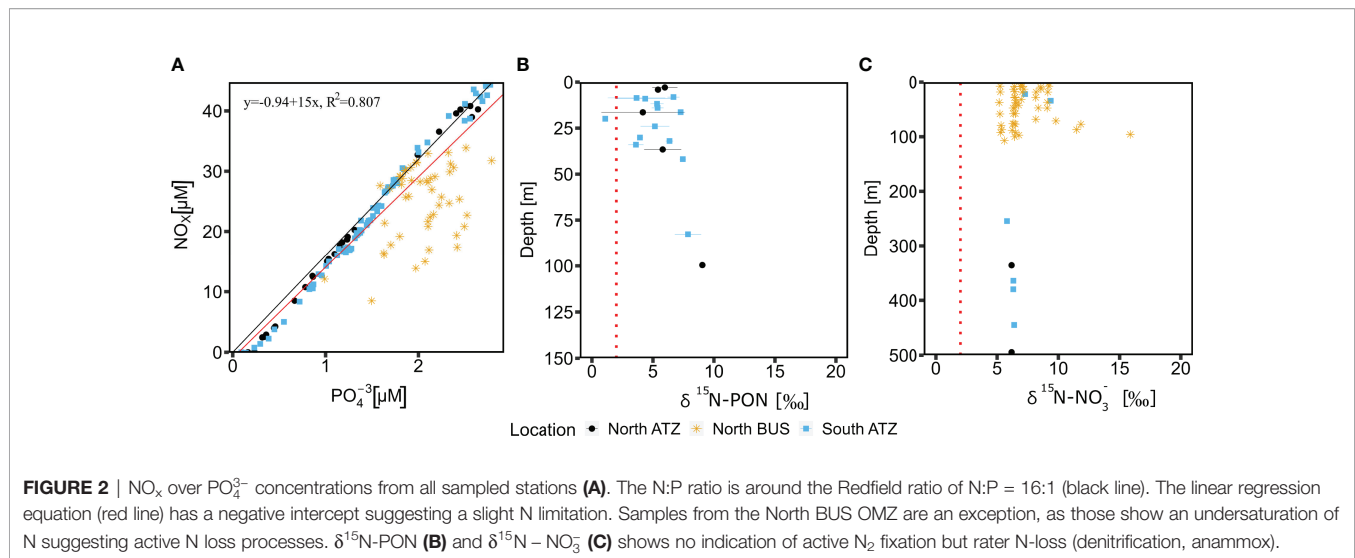 A
B
C
y=-0.94+15x, R²=0.807
40
30
20
10
0
NOₓ[µM]
0 1 2
PO₄⁻³[µM]
0
25
50
75
100
125
150
Depth [m]
0 5 10 15 20
δ ¹⁵N-PON [‰]
0
100
200
300
400
500
Depth [m]
0 5 10 15 20
δ ¹⁵N-NO₃⁻ [‰]
Location North ATZ North BUS South ATZ
FIGURE 2 | NOₓ over PO₄³⁻ concentrations from all sampled stations (A). The N:P ratio is around the Redfield ratio of N:P = 16:1 (black line). The linear regression
equation (red line) has a negative intercept suggesting a slight N limitation. Samples from the North BUS OMZ are an exception, as those show an undersaturation of
N suggesting active N loss processes. δ¹⁵N-PON (B) and δ¹⁵N – NO₃⁻ (C) shows no indication of active N₂ fixation but rater N-loss (denitrification, anammox).